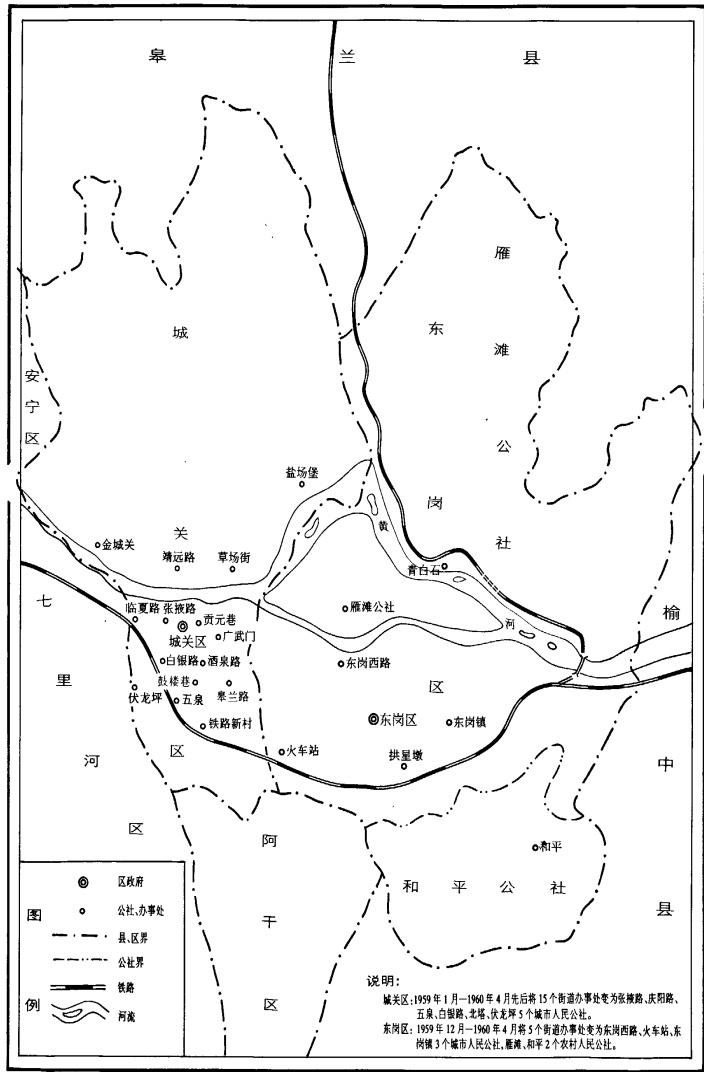 皋兰县
雁滩公社
东岗区
城关区
安宁区
盐场堡
黄
金城关
靖远路
草场街
青白石
榆中县
七里河区
临夏路
张掖路
贡元巷
雁滩公社
河
城关区
广武门
白银路
酒泉路
东岗西路
鼓楼巷
皋兰路
伏龙坪
五泉
东岗区
东岗镇
铁路新村
火车站
拱星墩
阿干区
和平
和平公社
图例
区政府
公社、办事处
县、区界
公社界
铁路
河流
说明:
城关区:1959年1月—1960年4月先后将15个街道办事处变为张掖路、庆阳路、
五泉、白银路、北塔、伏龙坪5个城市人民公社。
东岗区:1959年12月—1960年4月将5个街道办事处变为东岗西路、火车站、东
岗镇3个城市人民公社,雁滩、和平2个农村人民公社。